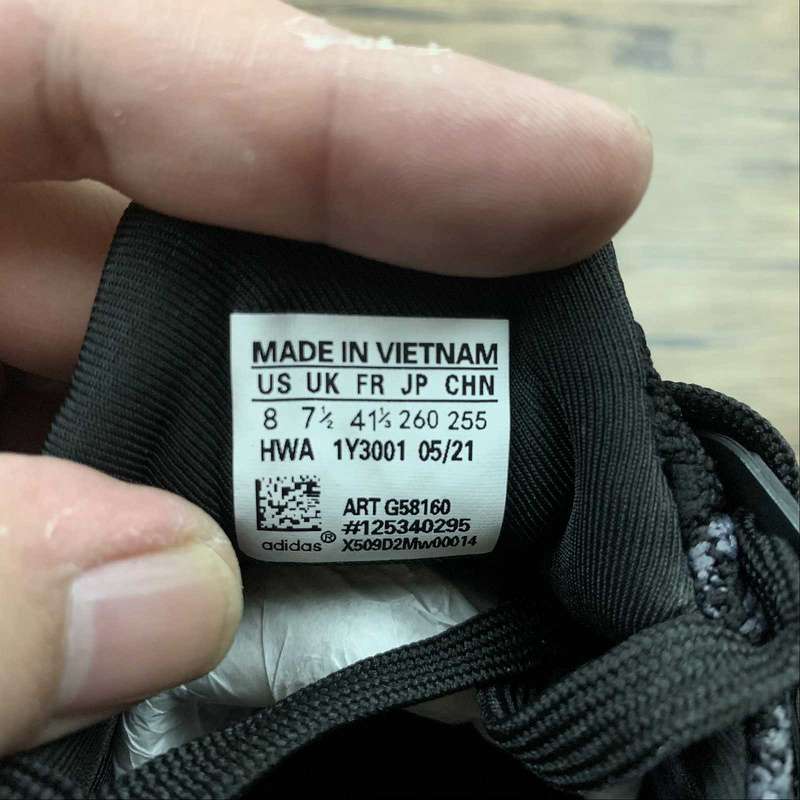 MADE IN VIETNAM
US UK FR JP CHN
8 7½ 41⅓ 260 255
HWA 1Y3001 05/21
ART G58160
#125340295
adidas® X509D2Mw00014